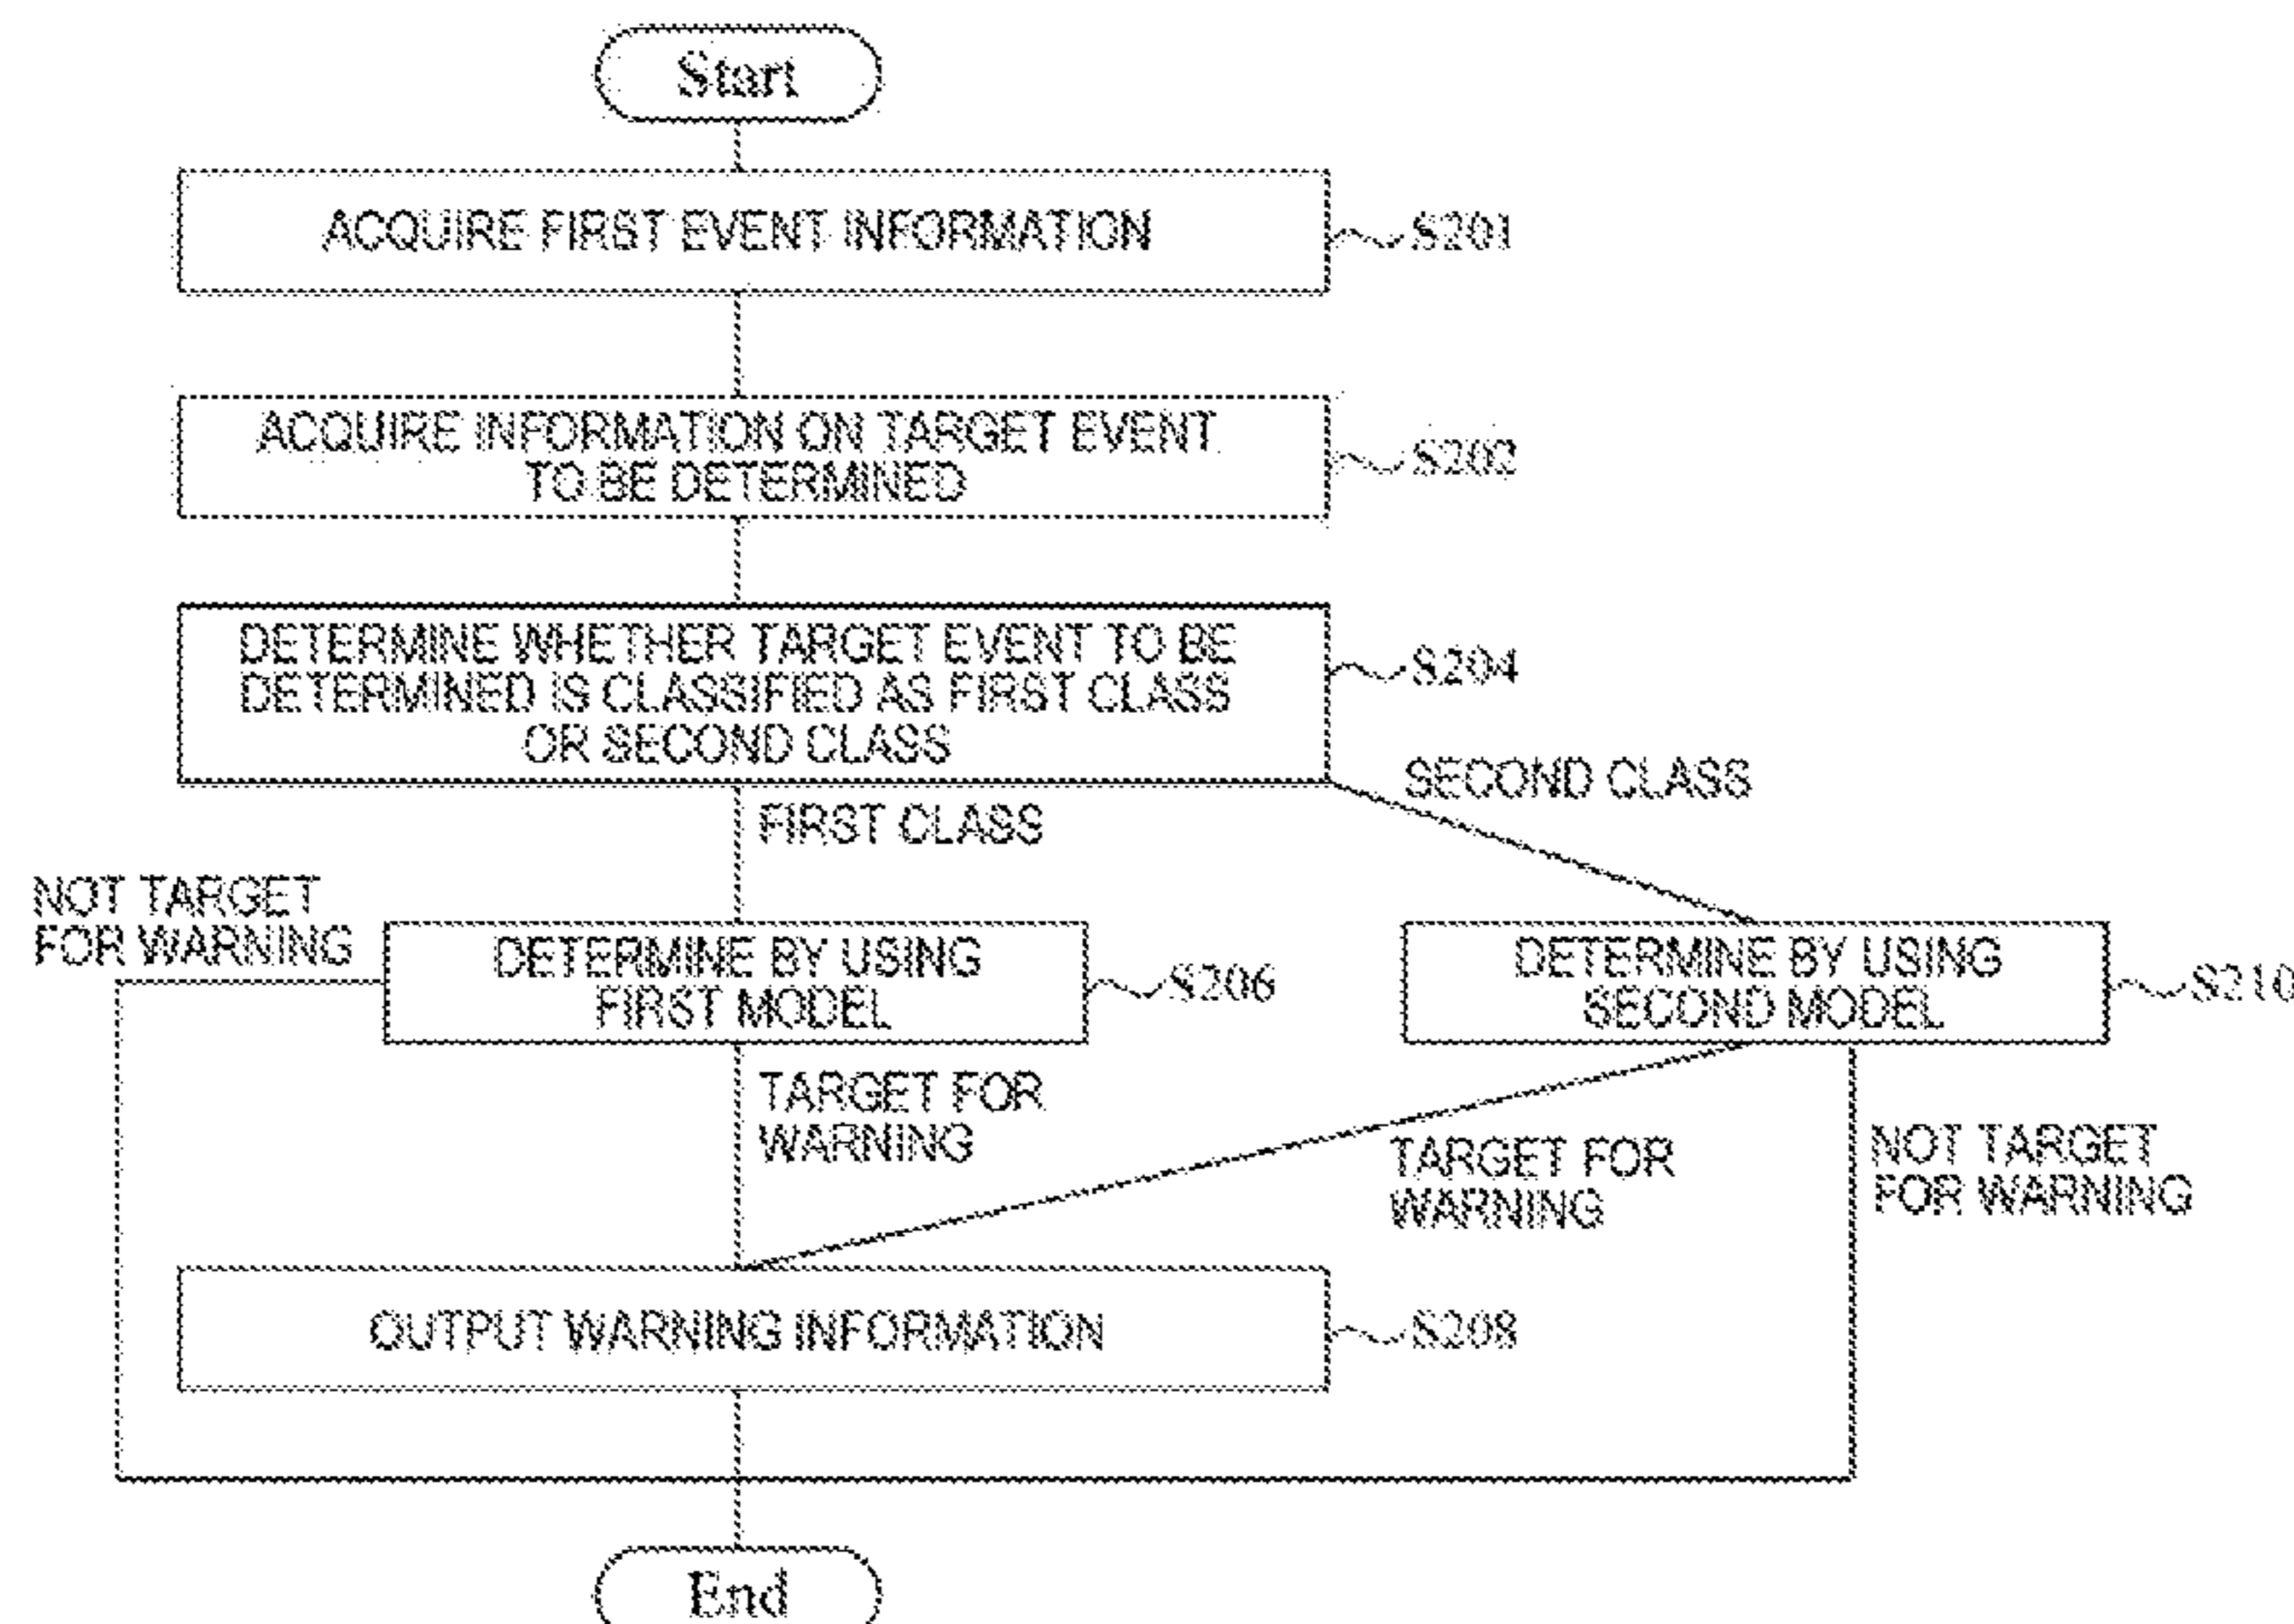 Start
ACQUIRE FIRST EVENT INFORMATION
S201
ACQUIRE INFORMATION ON TARGET EVENT
TO BE DETERMINED
S202
DETERMINE WHETHER TARGET EVENT TO BE
DETERMINED IS CLASSIFIED AS FIRST CLASS
OR SECOND CLASS
S204
SECOND CLASS
FIRST CLASS
NOT TARGET
FOR WARNING
DETERMINE BY USING
FIRST MODEL
S206
DETERMINE BY USING
SECOND MODEL
S210
TARGET FOR
WARNING
TARGET FOR
WARNING
NOT TARGET
FOR WARNING
OUTPUT WARNING INFORMATION
S208
End